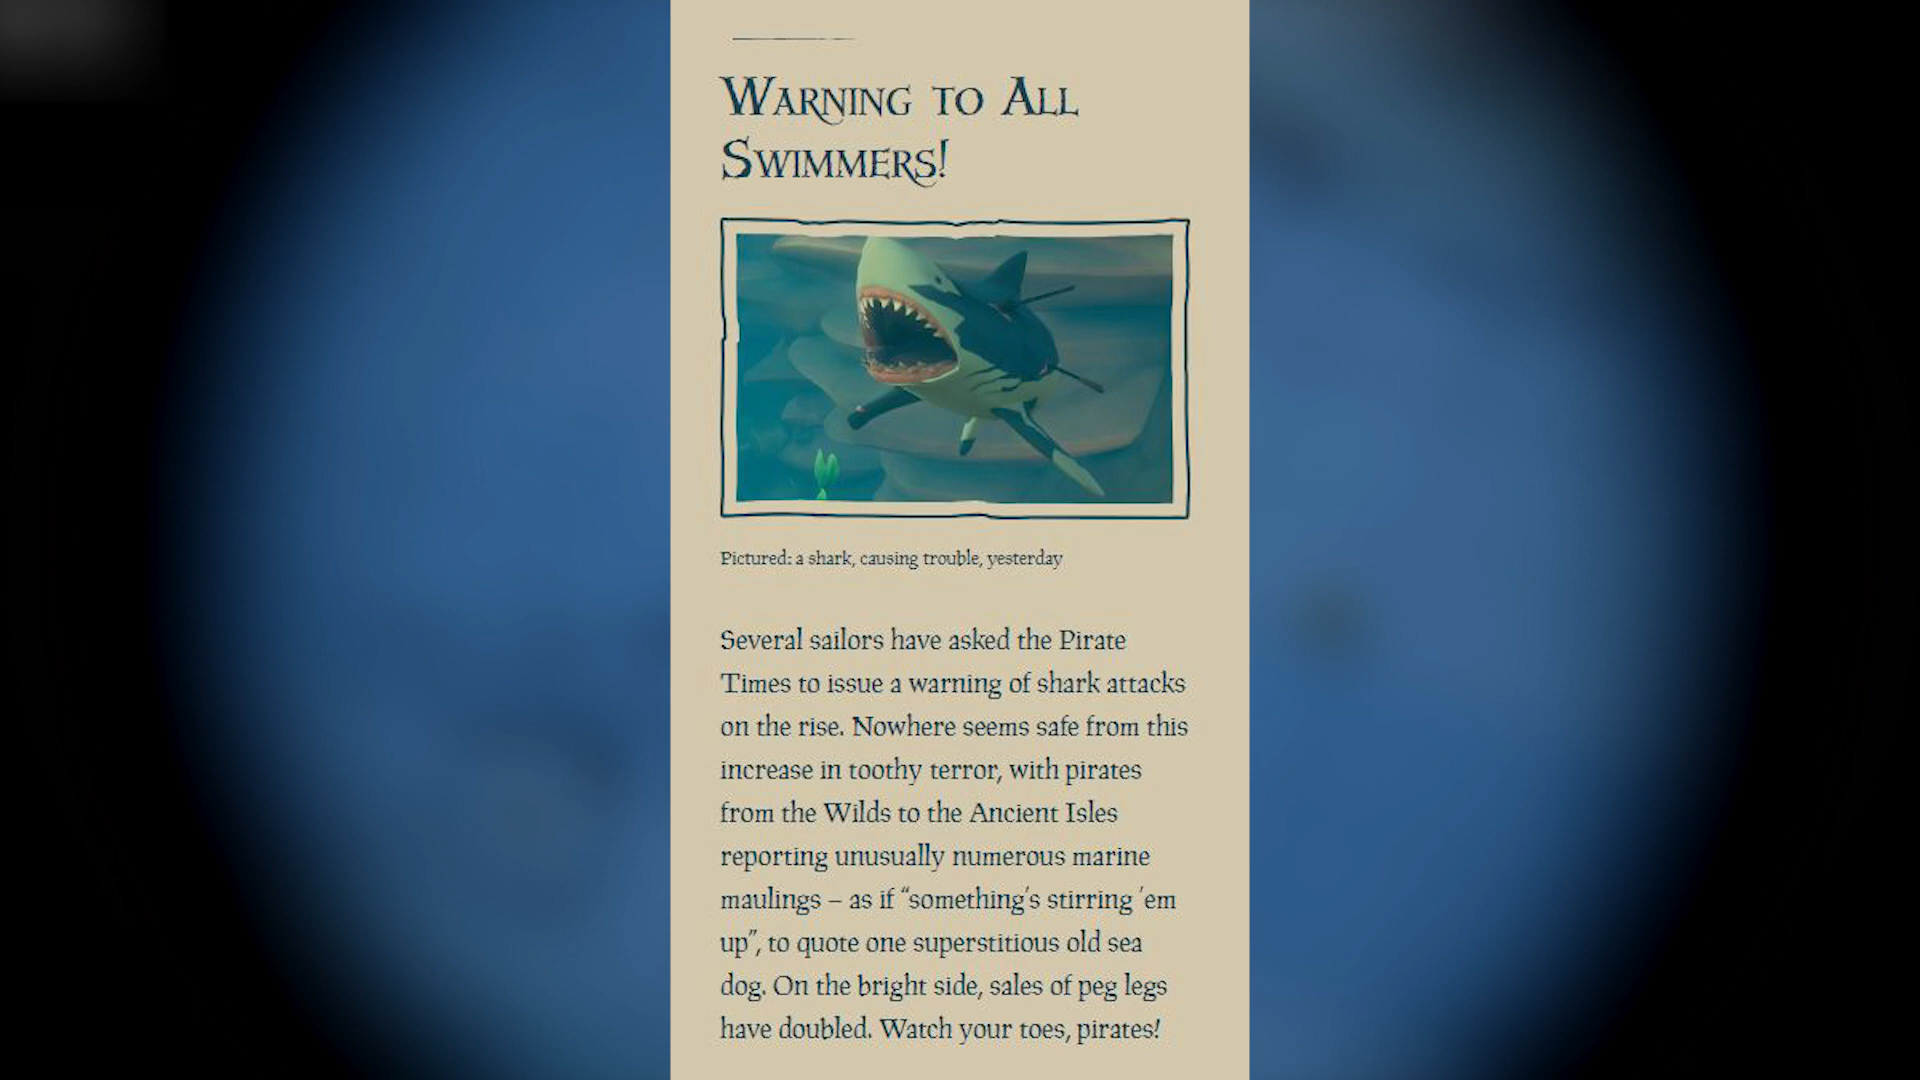 Warning to All
Swimmers!
Pictured: a shark, causing trouble, yesterday
Several sailors have asked the Pirate
Times to issue a warning of shark attacks
on the rise. Nowhere seems safe from this
increase in toothy terror, with pirates
from the Wilds to the Ancient Isles
reporting unusually numerous marine
maulings – as if “something's stirring 'em
up”, to quote one superstitious old sea
dog. On the bright side, sales of peg legs
have doubled. Watch your toes, pirates!